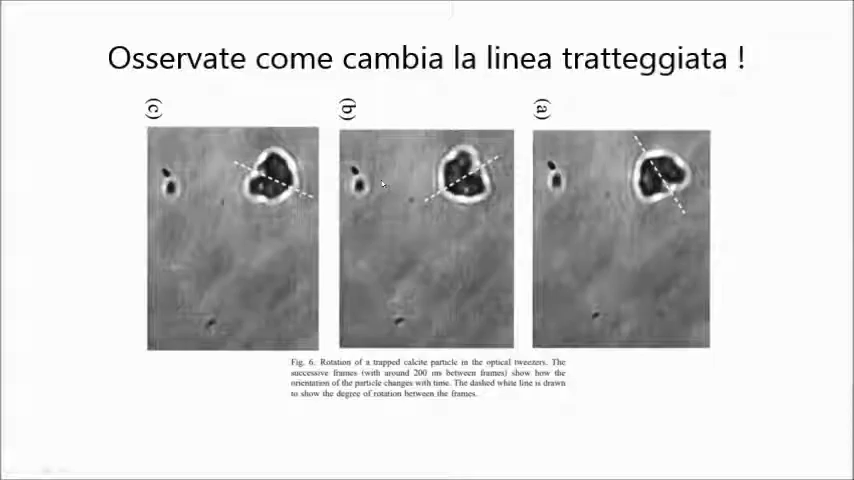 Osservate come cambia la linea tratteggiata !
(c) (b) (a)
Fig. 6. Rotation of a trapped calcite particle in the optical tweezers. The
successive frames (with around 200 ms between frames) show how the
orientation of the particle changes with time. The dashed white line is drawn
to show the degree of rotation between the frames.